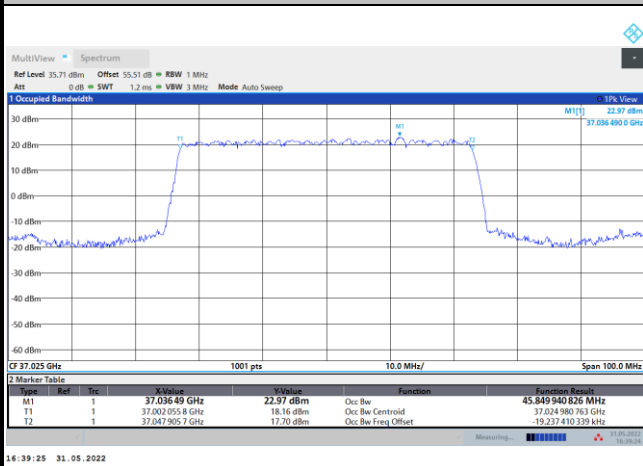 MultiView Spectrum
Ref Level 35.71 dBm Offset 55.51 dB RBW 1 MHz
Att 0 dB SWT 1.2 ms VBW 3 MHz Mode Auto Sweep
1 Occupied Bandwidth 1Pk View
M1[1] 22.97 dBm
37.036 490 0 GHz
30 dBm
M1
T1 T2
20 dBm
10 dBm
0 dBm
-10 dBm
-20 dBm
-30 dBm
-40 dBm
-50 dBm
-60 dBm
CF 37.025 GHz 1001 pts 10.0 MHz/ Span 100.0 MHz
2 Marker Table
Type Ref Trc X-Value Y-Value Function Function Result
M1 1 37.036 49 GHz 22.97 dBm Occ Bw 45.849 940 826 MHz
T1 1 37.002 055 8 GHz 18.16 dBm Occ Bw Centroid 37.024 980 763 GHz
T2 1 37.047 905 7 GHz 17.70 dBm Occ Bw Freq Offset -19.237 410 339 kHz
Measuring... 31.05.2022
16:39:24
16:39:25 31.05.2022